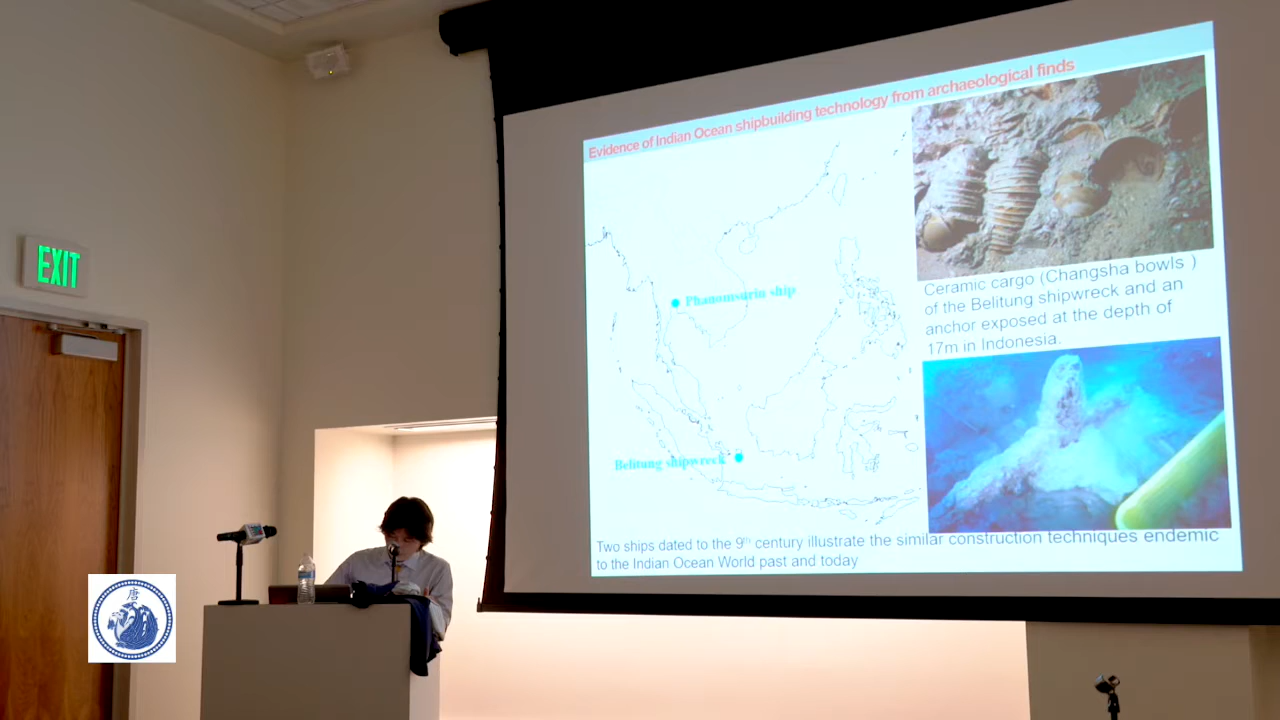 EXIT
Evidence of Indian Ocean shipbuilding technology from archaeological finds
Phanomsurin ship
Belitung shipwreck
Ceramic cargo (Changsha bowls )
of the Belitung shipwreck and an
anchor exposed at the depth of
17m in Indonesia.
Two ships dated to the 9th century illustrate the similar construction techniques endemic
to the Indian Ocean World past and today
唐